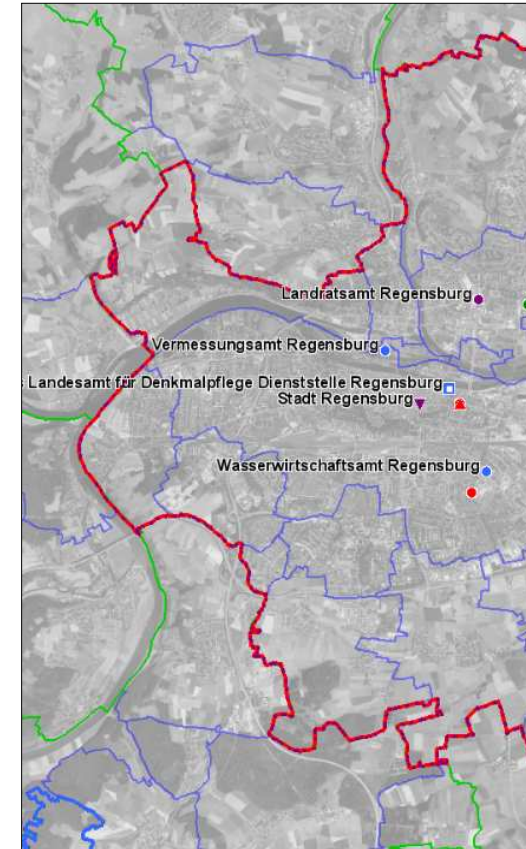 Landratsamt Regensburg
Vermessungsamt Regensburg
s Landesamt für Denkmalpflege Dienststelle Regensburg
Stadt Regensburg
Wasserwirtschaftsamt Regensburg